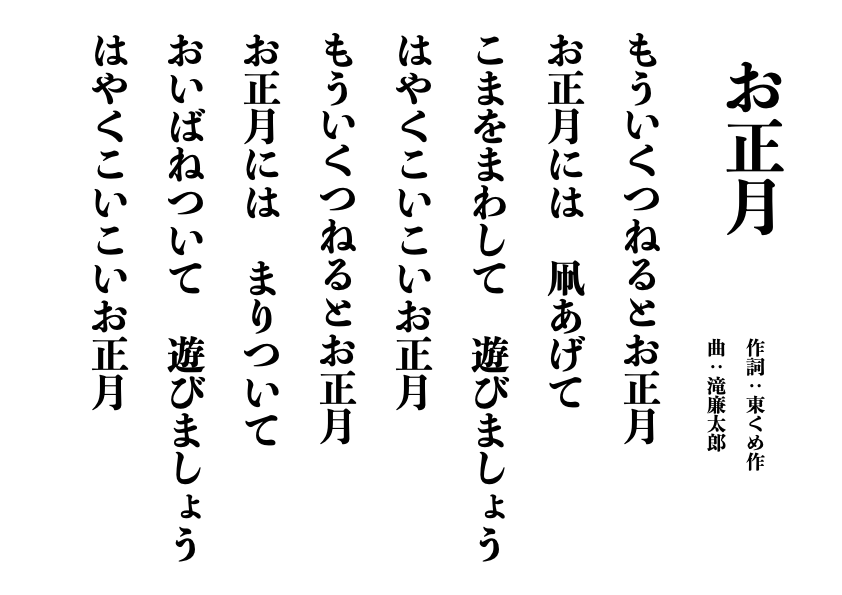 お正月
作詞：東くめ作
曲：滝廉太郎
もういくつねるとお正月
お正月には　凧あげて
こまをまわして　遊びましょう
はやくこいこいお正月
もういくつねるとお正月
お正月には　まりついて
おいばねついて　遊びましょう
はやくこいこいお正月